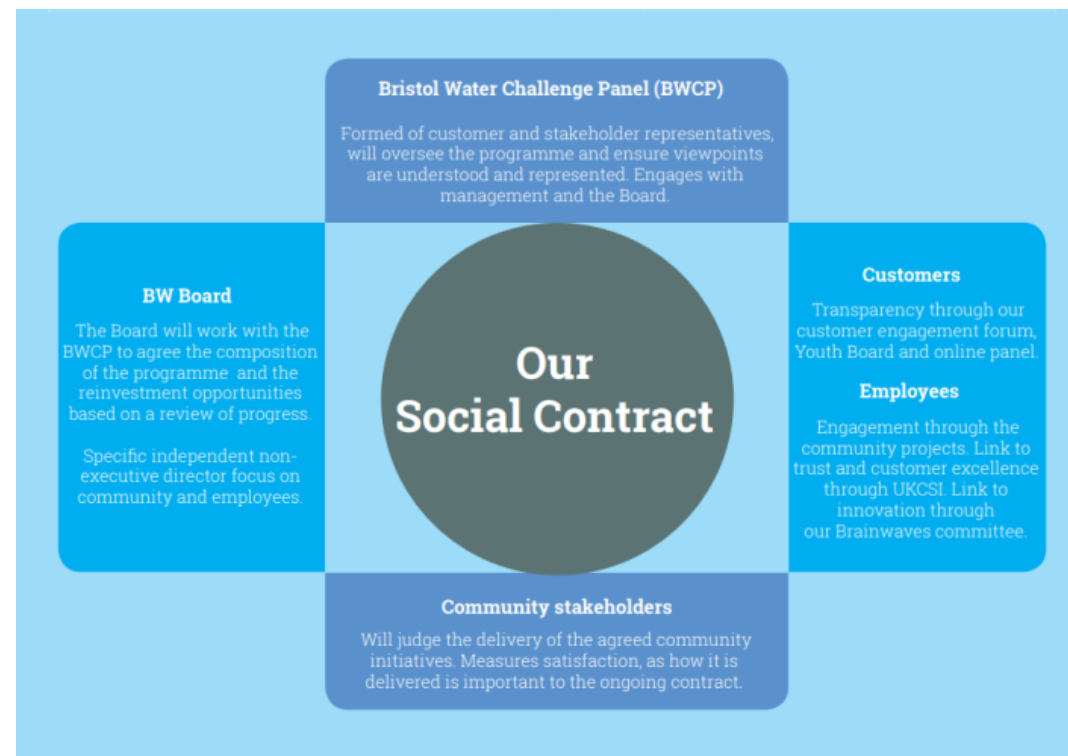 Bristol Water Challenge Panel (BWCP)
Formed of customer and stakeholder representatives,
will oversee the programme and ensure viewpoints
are understood and represented. Engages with
management and the Board.
BW Board
The Board will work with the
BWCP to agree the composition
of the programme and the
reinvestment opportunities
based on a review of progress.
Specific independent non-
executive director focus on
community and employees.
Our
Social Contract
Customers
Transparency through our
customer engagement forum,
Youth Board and online panel.
Employees
Engagement through the
community projects. Link to
trust and customer excellence
through UKCSI. Link to
innovation through
our Brainwaves committee.
Community stakeholders
Will judge the delivery of the agreed community
initiatives. Measures satisfaction, as how it is
delivered is important to the ongoing contract.